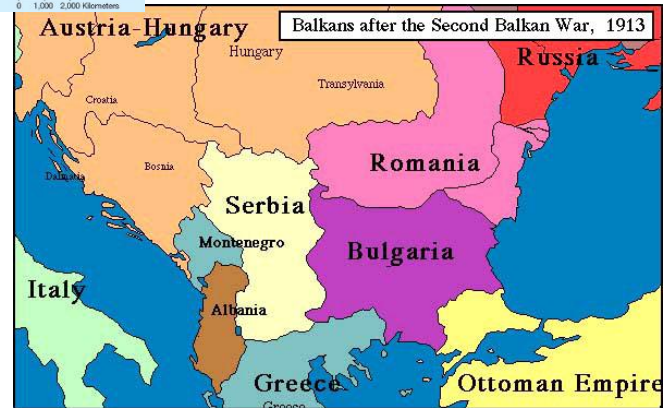 0 1,000 2,000 Kilometers
Balkans after the Second Balkan War, 1913
Austria-Hungary
Hungary
Russia
Transylvania
Croatia
Romania
Bosnia
Dalmatia
Serbia
Montenegro
Bulgaria
Italy
Albania
Greece
Ottoman Empire
Greece